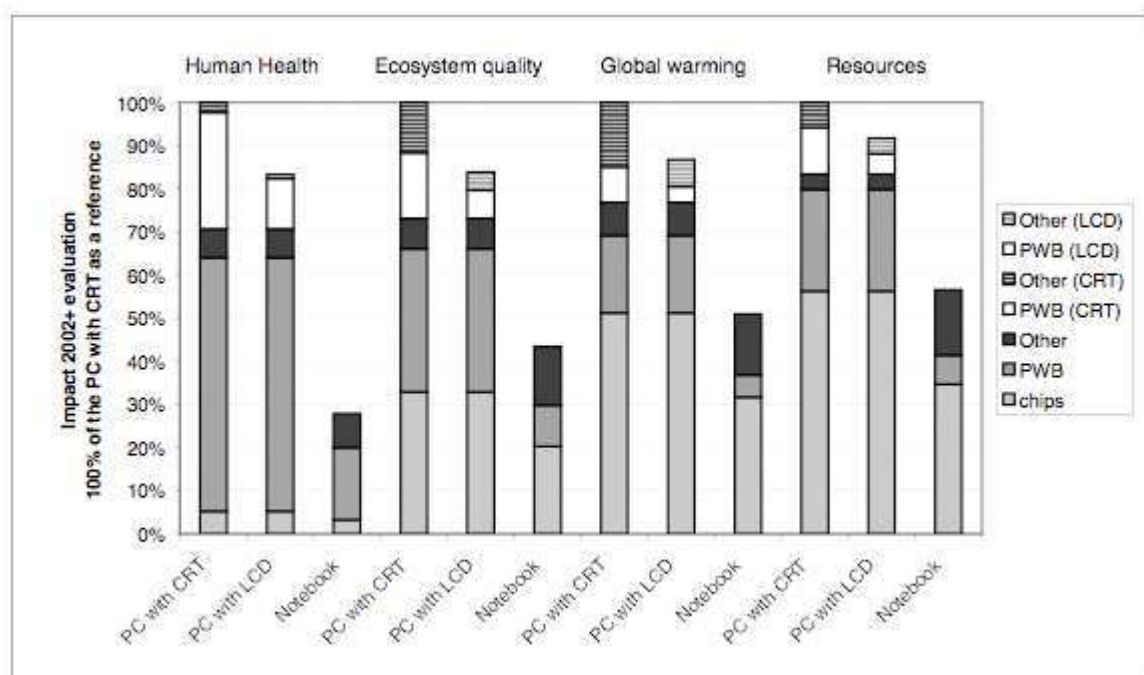 Human Health Ecosystem quality Global warming Resources
Impact 2002+ evaluation
100% of the PC with CRT as a reference
100%
90%
80%
70%
60%
50%
40%
30%
20%
10%
0%
Other (LCD)
PWB (LCD)
Other (CRT)
PWB (CRT)
Other
PWB
chips
PC with CRT
PC with LCD
Notebook
PC with CRT
PC with LCD
Notebook
PC with CRT
PC with LCD
Notebook
PC with CRT
PC with LCD
Notebook